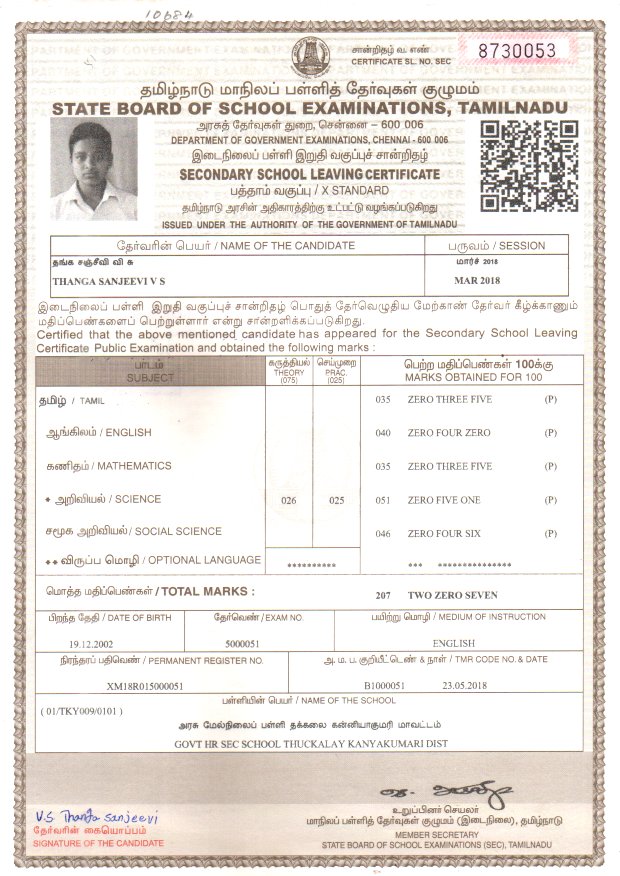 10684
சான்றிதழ் வ. எண்
CERTIFICATE SL. NO. SEC
8730053
தமிழ்நாடு மாநிலப் பள்ளித் தேர்வுகள் குழுமம்
STATE BOARD OF SCHOOL EXAMINATIONS, TAMILNADU
அரசுத் தேர்வுகள் துறை, சென்னை – 600 006
DEPARTMENT OF GOVERNMENT EXAMINATIONS, CHENNAI - 600 006
இடைநிலைப் பள்ளி இறுதி வகுப்புச் சான்றிதழ்
SECONDARY SCHOOL LEAVING CERTIFICATE
பத்தாம் வகுப்பு / X STANDARD
தமிழ்நாடு அரசின் அதிகாரத்திற்கு உட்பட்டு வழங்கப்படுகிறது
ISSUED UNDER THE AUTHORITY OF THE GOVERNMENT OF TAMILNADU
தேர்வரின் பெயர் / NAME OF THE CANDIDATE பருவம் / SESSION
தங்க சஞ்சீவி வி சு மார்ச் 2018
THANGA SANJEEVI V S MAR 2018
இடைநிலைப் பள்ளி இறுதி வகுப்புச் சான்றிதழ் பொதுத் தேர்வெழுதிய மேற்காண் தேர்வர் கீழ்க்காணும்
மதிப்பெண்களைப் பெற்றுள்ளார் என்று சான்றளிக்கப்படுகிறது.
Certified that the above mentioned candidate has appeared for the Secondary School Leaving
Certificate Public Examination and obtained the following marks :
பாடம் கருத்தியல் செய்முறை பெற்ற மதிப்பெண்கள் 100க்கு
SUBJECT THEORY (075) PRAC. (025) MARKS OBTAINED FOR 100
தமிழ் / TAMIL 035 ZERO THREE FIVE (P)
ஆங்கிலம் / ENGLISH 040 ZERO FOUR ZERO (P)
கணிதம் / MATHEMATICS 035 ZERO THREE FIVE (P)
* அறிவியல் / SCIENCE 026 025 051 ZERO FIVE ONE (P)
சமூக அறிவியல் / SOCIAL SCIENCE 046 ZERO FOUR SIX (P)
** விருப்ப மொழி / OPTIONAL LANGUAGE ********** *** ***************
மொத்த மதிப்பெண்கள் / TOTAL MARKS : 207 TWO ZERO SEVEN
பிறந்த தேதி / DATE OF BIRTH தேர்வெண் / EXAM NO. பயிற்று மொழி / MEDIUM OF INSTRUCTION
19.12.2002 5000051 ENGLISH
நிரந்தரப் பதிவெண் / PERMANENT REGISTER NO. அ. ம. ப. குறியீட்டெண் & நாள் / TMR CODE NO. & DATE
XM18R015000051 B1000051 23.05.2018
பள்ளியின் பெயர் / NAME OF THE SCHOOL
( 01/TKY009/0101 )
அரசு மேல்நிலைப் பள்ளி தக்கலை கன்னியாகுமரி மாவட்டம்
GOVT HR SEC SCHOOL THUCKALAY KANYAKUMARI DIST
V.S Thanga sanjeevi
தேர்வரின் கையொப்பம்
SIGNATURE OF THE CANDIDATE
உறுப்பினர் செயலர்
மாநிலப் பள்ளித் தேர்வுகள் குழுமம் (இடைநிலை), தமிழ்நாடு
MEMBER SECRETARY
STATE BOARD OF SCHOOL EXAMINATIONS (SEC), TAMILNADU